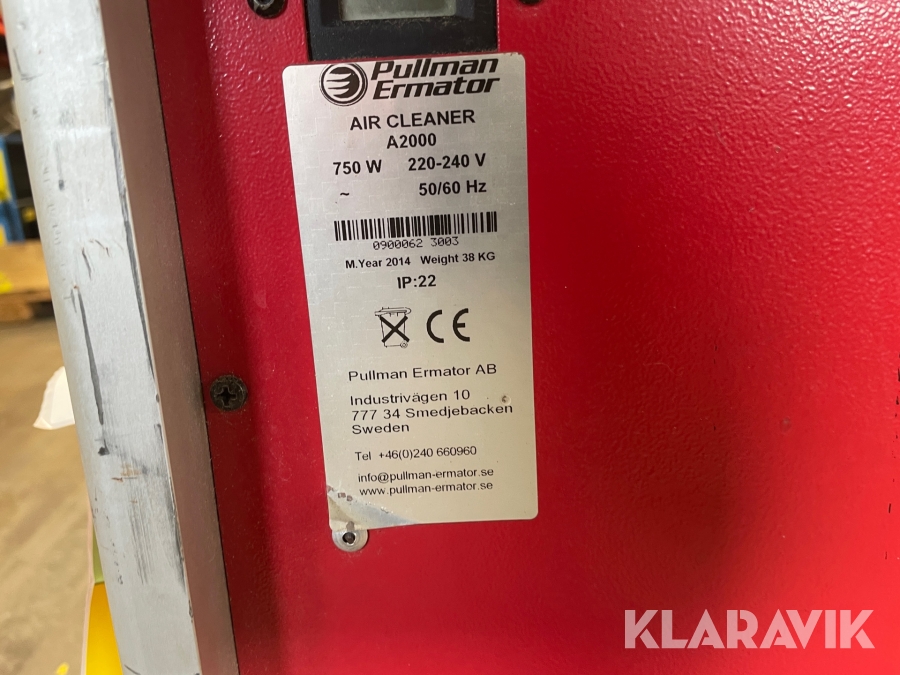 Pullman
Ermator
AIR CLEANER
A2000
750 W 220-240 V
~ 50/60 Hz
0900062 3003
M.Year 2014 Weight 38 KG
IP:22
CE
Pullman Ermator AB
Industrivägen 10
777 34 Smedjebacken
Sweden
Tel +46(0)240 660960
info@pullman-ermator.se
www.pullman-ermator.se
KLARAVIK